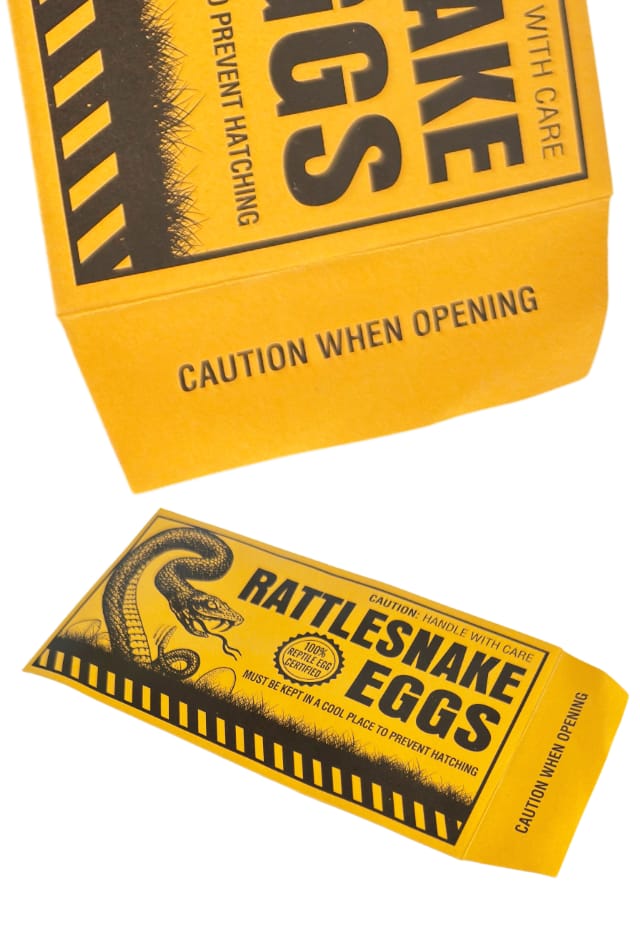 WITH CARE
AKE
GGS
O PREVENT HATCHING
CAUTION WHEN OPENING
CAUTION: HANDLE WITH CARE
RATTLESNAKE
EGGS
100%
REPTILE EGG
CERTIFIED
MUST BE KEPT IN A COOL PLACE TO PREVENT HATCHING
CAUTION WHEN OPENING